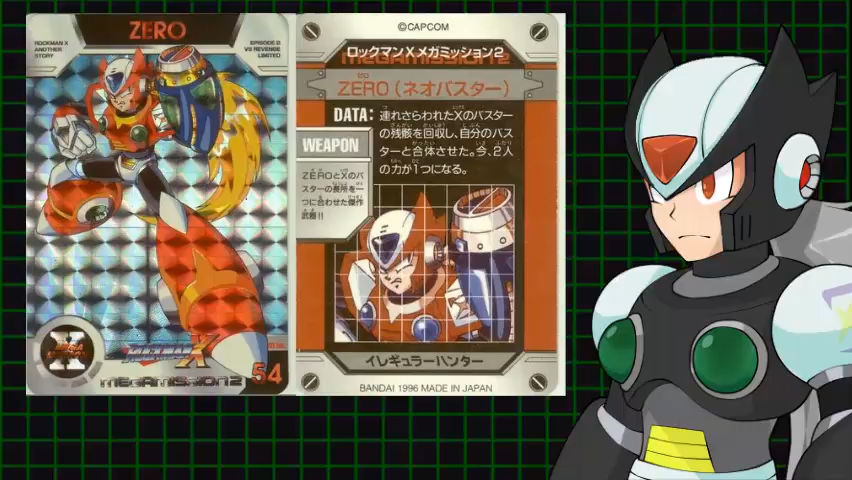 ZERO
ROCKMAN X
ANOTHER
STORY
EPISODE 2
VS REVENGE
LIMITED
X
ROCKMAN X
MEGAMISSION2
54
©CAPCOM
ロックマンXメガミッション2
MEGAMISSION2
ZERO(ネオバスター)
DATA:
連れさらわれたXのバスター
の残骸を回収し、自分のバス
ターと合体させた。今、2人
の力が1つになる。
WEAPON
ZEROとXのバ
スターの長所を一
つに合わせた傑作
武器!!
イレギュラーハンター
BANDAI 1996 MADE IN JAPAN